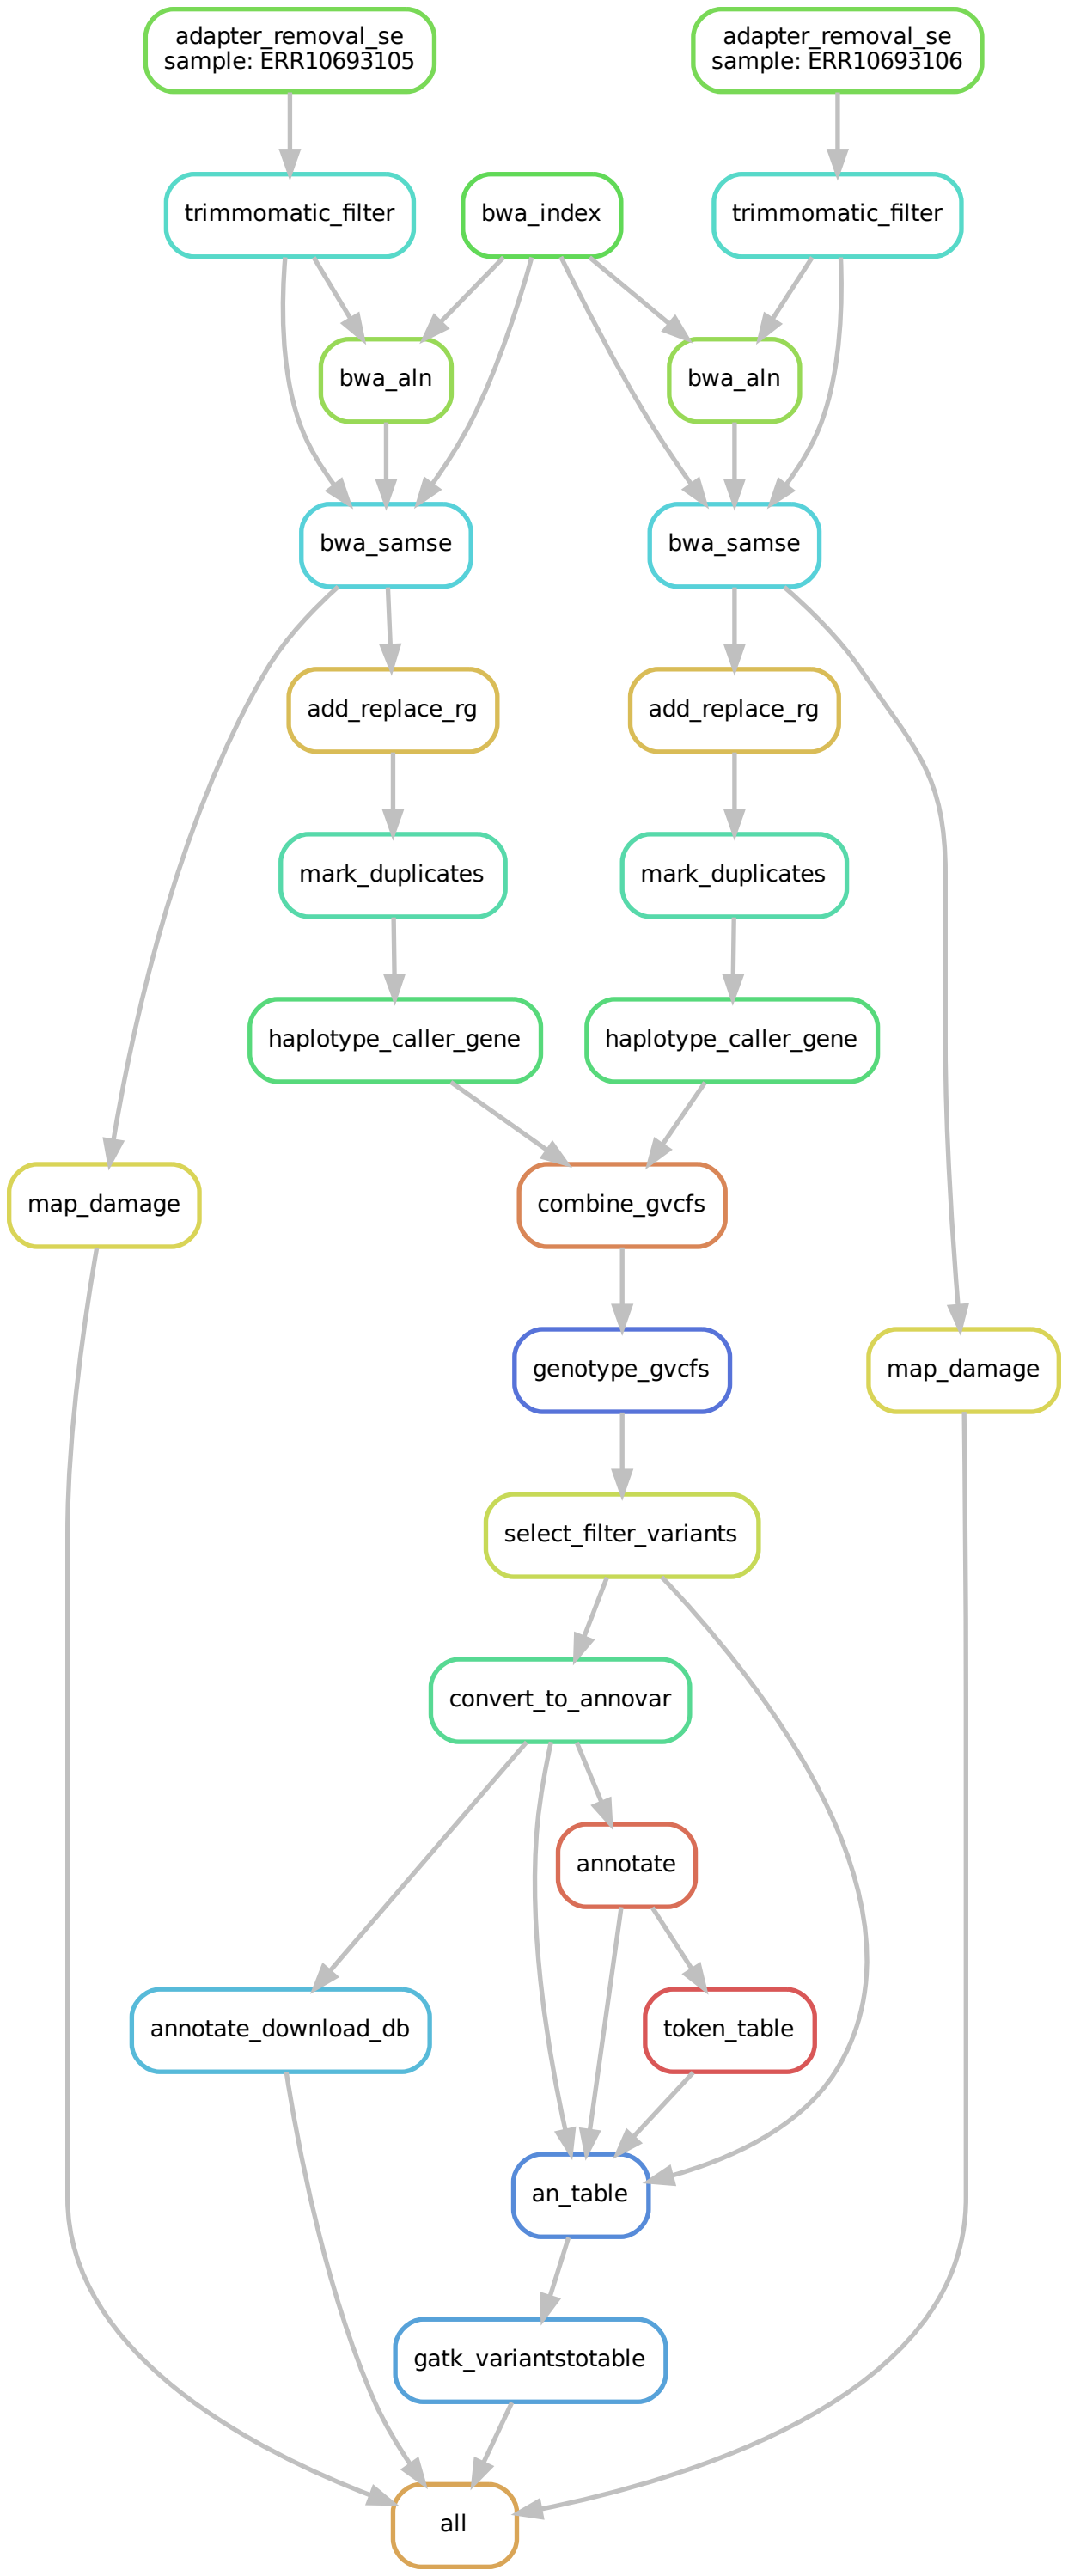 adapter_removal_se
sample: ERR10693105
adapter_removal_se
sample: ERR10693106
trimmomatic_filter
bwa_index
trimmomatic_filter
bwa_aln
bwa_aln
bwa_samse
bwa_samse
add_replace_rg
add_replace_rg
mark_duplicates
mark_duplicates
haplotype_caller_gene
haplotype_caller_gene
map_damage
combine_gvcfs
genotype_gvcfs
map_damage
select_filter_variants
convert_to_annovar
annotate
annotate_download_db
token_table
an_table
gatk_variantstotable
all